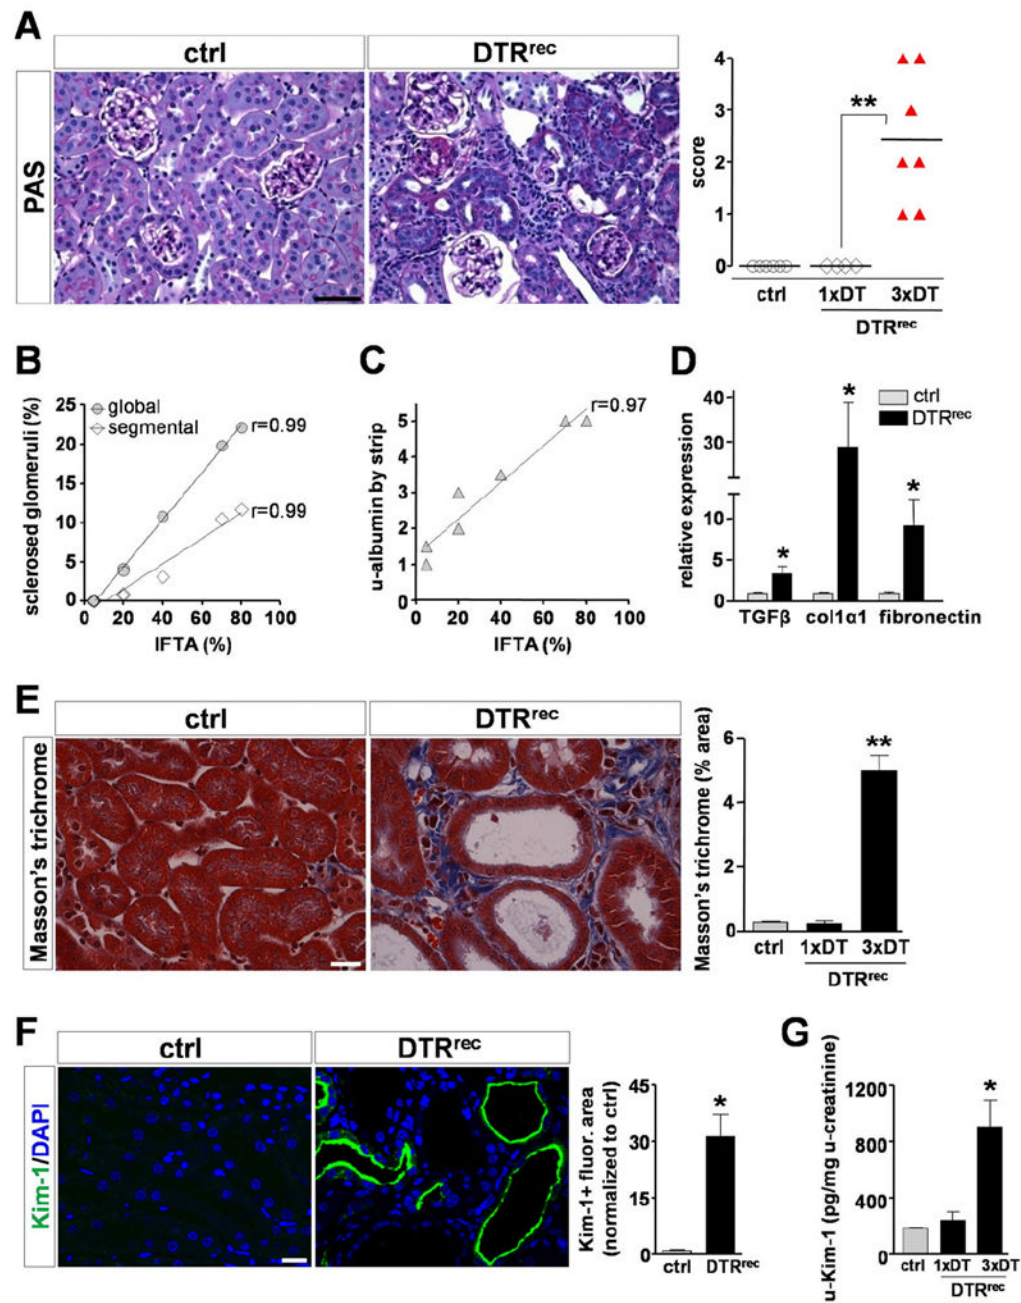 A
ctrl
DTRrec
PAS
score
4
3
2
1
0
**
ctrl
1xDT
3xDT
DTRrec
B
sclerosed glomeruli (%)
25
20
15
10
5
0
global
segmental
r=0.99
r=0.99
0 20 40 60 80 100
IFTA (%)
C
u-albumin by strip
5
4
3
2
1
0
r=0.97
0 20 40 60 80 100
IFTA (%)
D
relative expression
40
30
10
5
0
ctrl
DTRrec
*
*
*
TGFβ
col1α1
fibronectin
E
ctrl
DTRrec
Masson's trichrome
Masson's trichrome (% area)
6
4
2
0
**
ctrl
1xDT
3xDT
DTRrec
F
ctrl
DTRrec
Kim-1/DAPI
Kim-1+ fluor. area
(normalized to ctrl)
45
30
15
0
*
ctrl
DTRrec
G
u-Kim-1 (pg/mg u-creatinine)
1200
800
400
0
*
ctrl
1xDT
3xDT
DTRrec